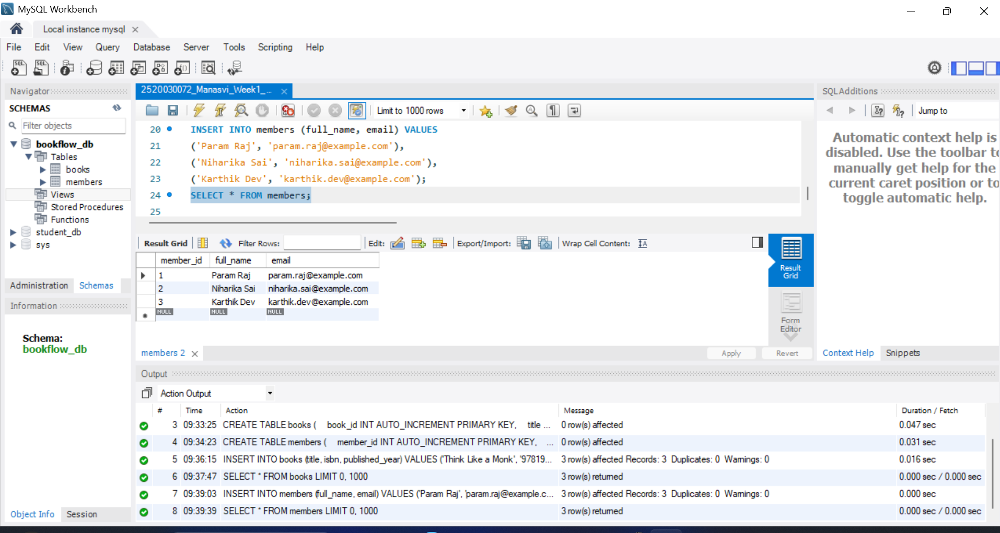 MySQL Workbench
Local instance mysql
File Edit View Query Database Server Tools Scripting Help
Navigator
SCHEMAS
Filter objects
bookflow_db
Tables
books
members
Views
Stored Procedures
Functions
student_db
sys
Administration Schemas
Information
Schema:
bookflow_db
Object Info Session
2520030072_Manasvi_Week1_...
Limit to 1000 rows
20 INSERT INTO members (full_name, email) VALUES
21 ('Param Raj', 'param.raj@example.com'),
22 ('Niharika Sai', 'niharika.sai@example.com'),
23 ('Karthik Dev', 'karthik.dev@example.com');
24 SELECT * FROM members;
25
Result Grid Filter Rows: Edit: Export/Import: Wrap Cell Content:
member_id full_name email
1 Param Raj param.raj@example.com
2 Niharika Sai niharika.sai@example.com
3 Karthik Dev karthik.dev@example.com
NULL NULL NULL
Result
Grid
Form
Editor
members 2 Apply Revert
SQLAdditions
Jump to
Automatic context help is
disabled. Use the toolbar to
manually get help for the
current caret position or to
toggle automatic help.
Context Help Snippets
Output
Action Output
# Time Action Message Duration / Fetch
3 09:33:25 CREATE TABLE books ( book_id INT AUTO_INCREMENT PRIMARY KEY, title ... 0 row(s) affected 0.047 sec
4 09:34:23 CREATE TABLE members ( member_id INT AUTO_INCREMENT PRIMARY KEY, ... 0 row(s) affected 0.031 sec
5 09:36:15 INSERT INTO books (title, isbn, published_year) VALUES ('Think Like a Monk', '97819... 3 row(s) affected Records: 3 Duplicates: 0 Warnings: 0 0.016 sec
6 09:37:47 SELECT * FROM books LIMIT 0, 1000 3 row(s) returned 0.000 sec / 0.000 sec
7 09:39:03 INSERT INTO members (full_name, email) VALUES ('Param Raj', 'param.raj@example.c... 3 row(s) affected Records: 3 Duplicates: 0 Warnings: 0 0.000 sec
8 09:39:39 SELECT * FROM members LIMIT 0, 1000 3 row(s) returned 0.000 sec / 0.000 sec